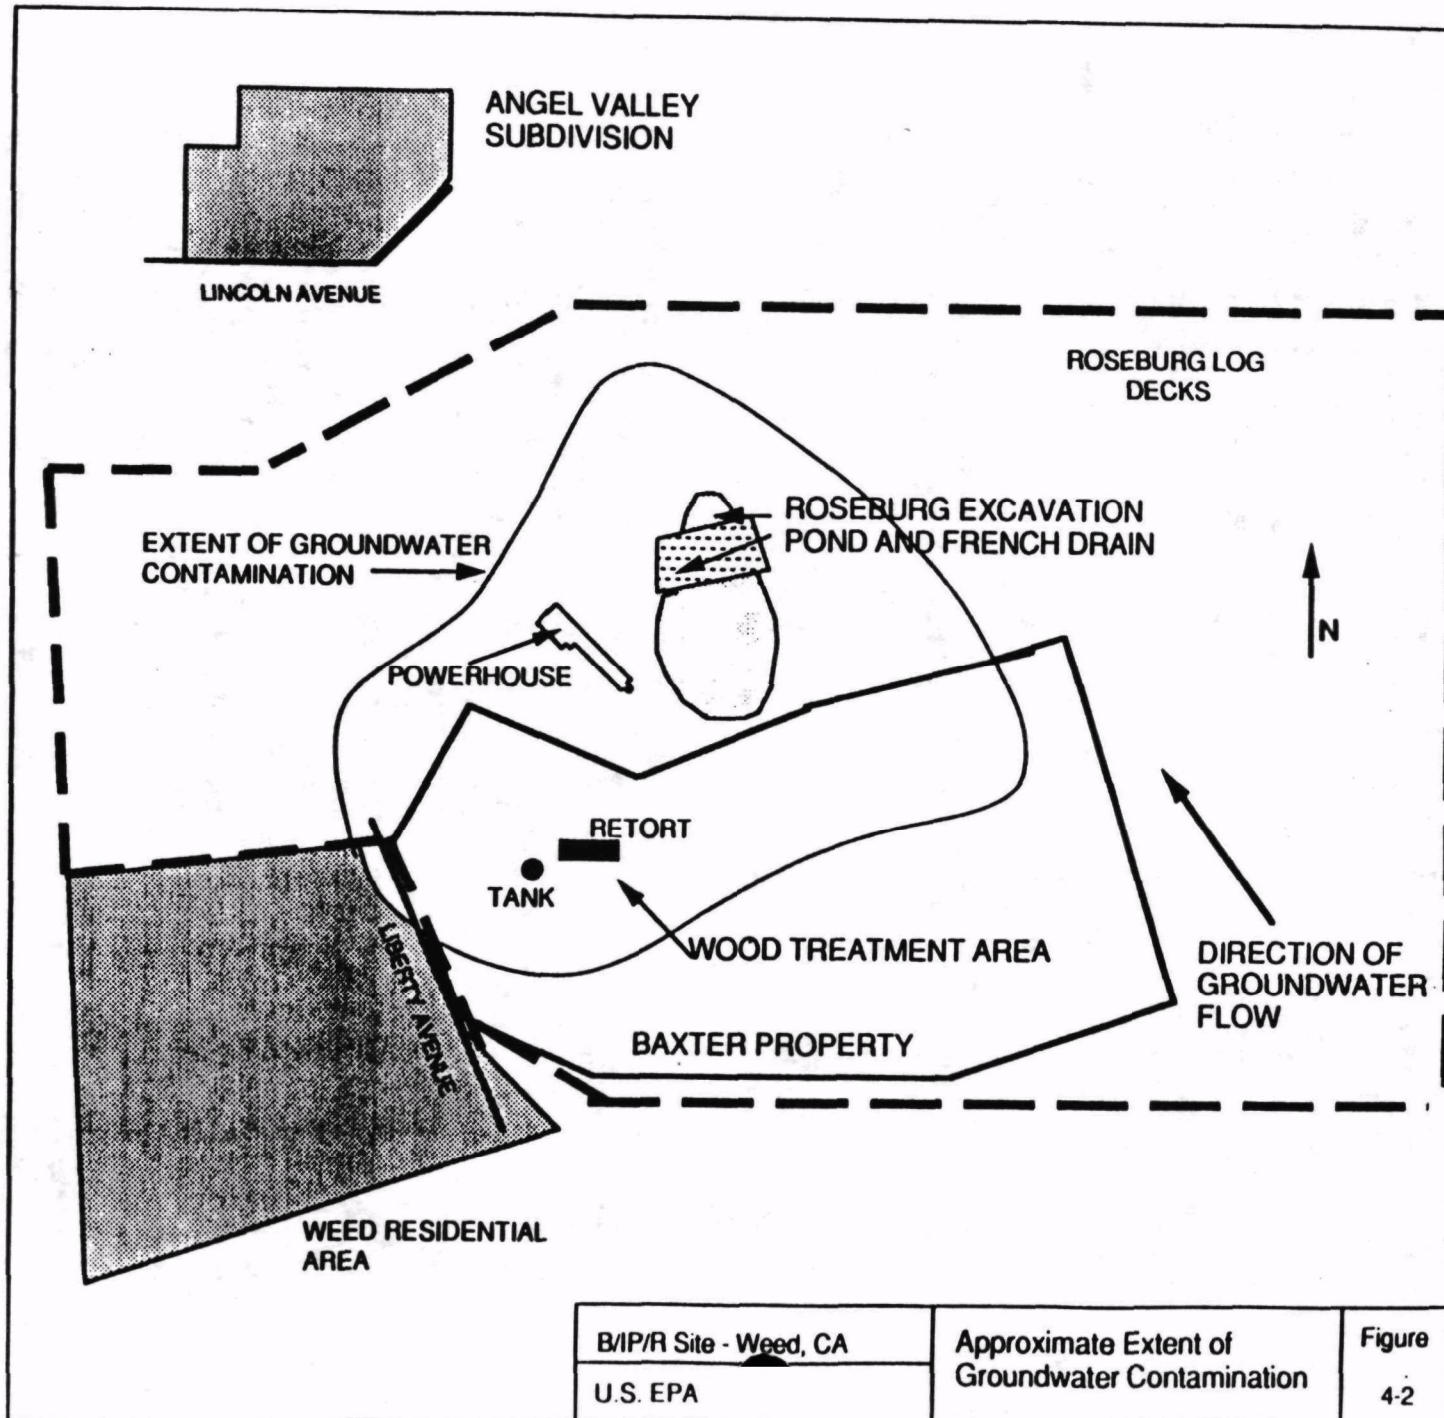 ANGEL VALLEY
SUBDIVISION
LINCOLN AVENUE
ROSEBURG LOG
DECKS
ROSEBURG EXCAVATION
POND AND FRENCH DRAIN
EXTENT OF GROUNDWATER
CONTAMINATION
N
POWERHOUSE
RETORT
TANK
WOOD TREATMENT AREA
LIBERTY AVENUE
DIRECTION OF
GROUNDWATER
FLOW
BAXTER PROPERTY
WEED RESIDENTIAL
AREA
B/IP/R Site - Weed, CA
U.S. EPA
Approximate Extent of
Groundwater Contamination
Figure
4-2